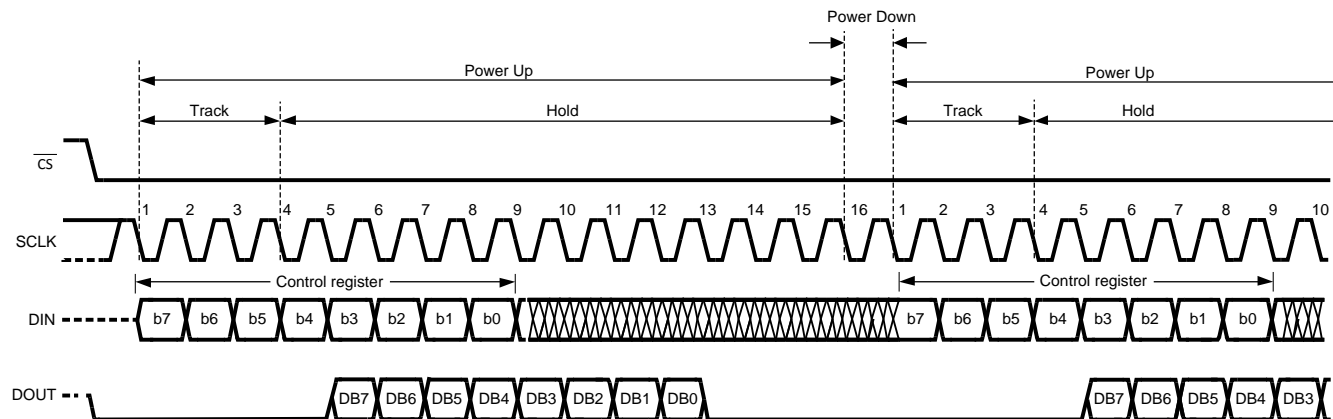 Power Down
Power Up
Power Up
Track
Hold
Track
Hold
CS
1 2 3 4 5 6 7 8 9 10 11 12 13 14 15 16 1 2 3 4 5 6 7 8 9 10
SCLK
Control register
Control register
DIN
b7 b6 b5 b4 b3 b2 b1 b0 b7 b6 b5 b4 b3 b2 b1 b0
DOUT
DB7 DB6 DB5 DB4 DB3 DB2 DB1 DB0 DB7 DB6 DB5 DB4 DB3